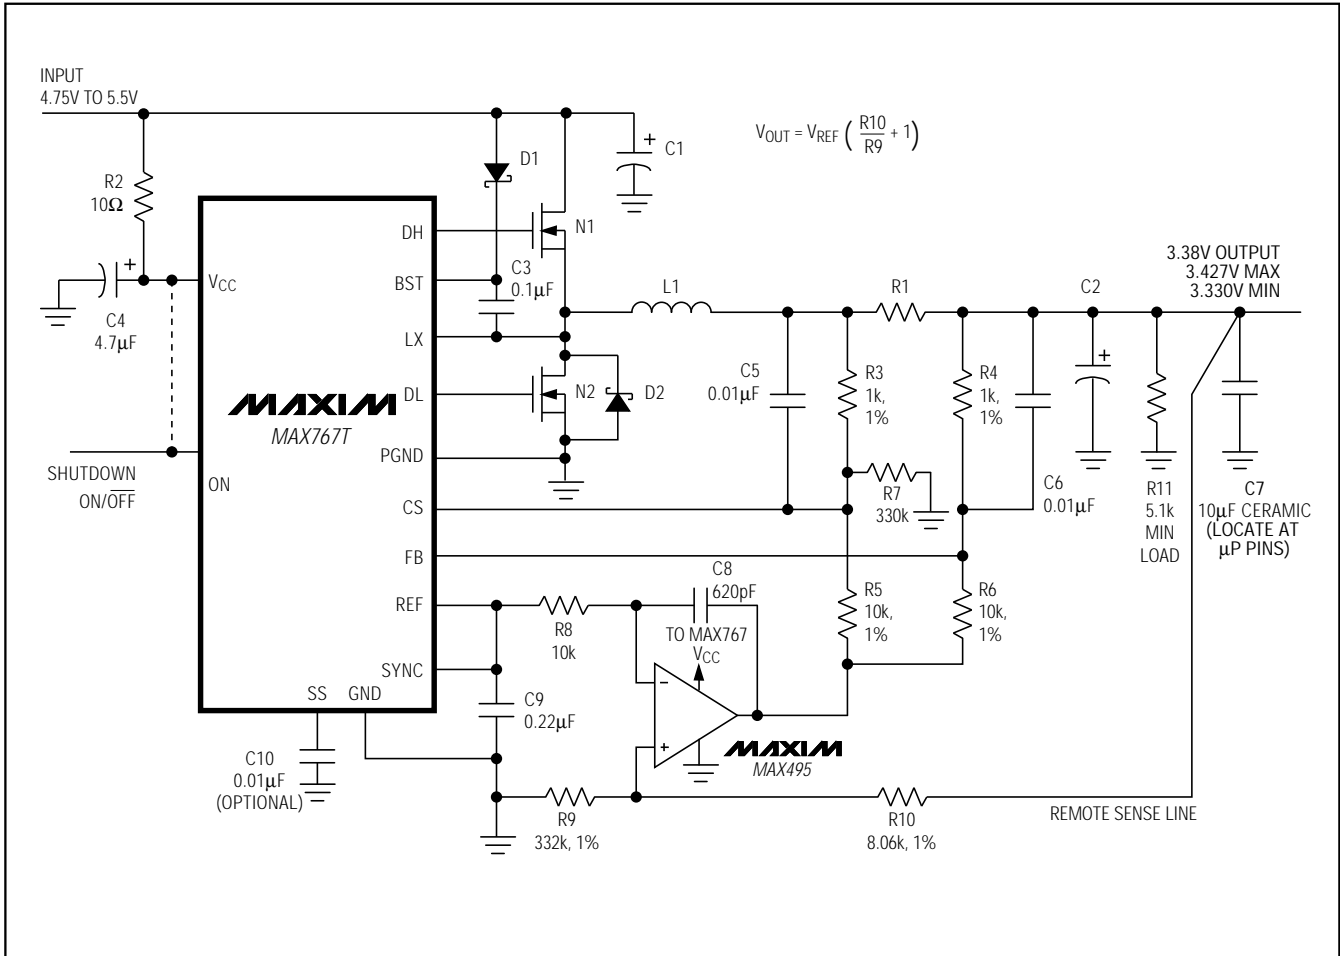 INPUT
4.75V TO 5.5V
VOUT = VREF ( R10 / R9 + 1)
R2
10Ω
D1
C1
DH
N1
VCC
BST
C3
0.1µF
C4
4.7µF
LX
L1
R1
C2
3.38V OUTPUT
3.427V MAX
3.330V MIN
MAXIM
MAX767T
DL
N2
D2
C5
0.01µF
R3
1k,
1%
R4
1k,
1%
PGND
SHUTDOWN
ON/OFF
ON
R7
330k
C6
0.01µF
R11
5.1k
MIN
LOAD
C7
10µF CERAMIC
(LOCATE AT
µP PINS)
CS
FB
REF
C8
620pF
R8
10k
TO MAX767
VCC
R5
10k,
1%
R6
10k,
1%
SYNC
SS
GND
C9
0.22µF
–
+
MAXIM
MAX495
C10
0.01µF
(OPTIONAL)
R9
332k, 1%
R10
8.06k, 1%
REMOTE SENSE LINE
+
+
+